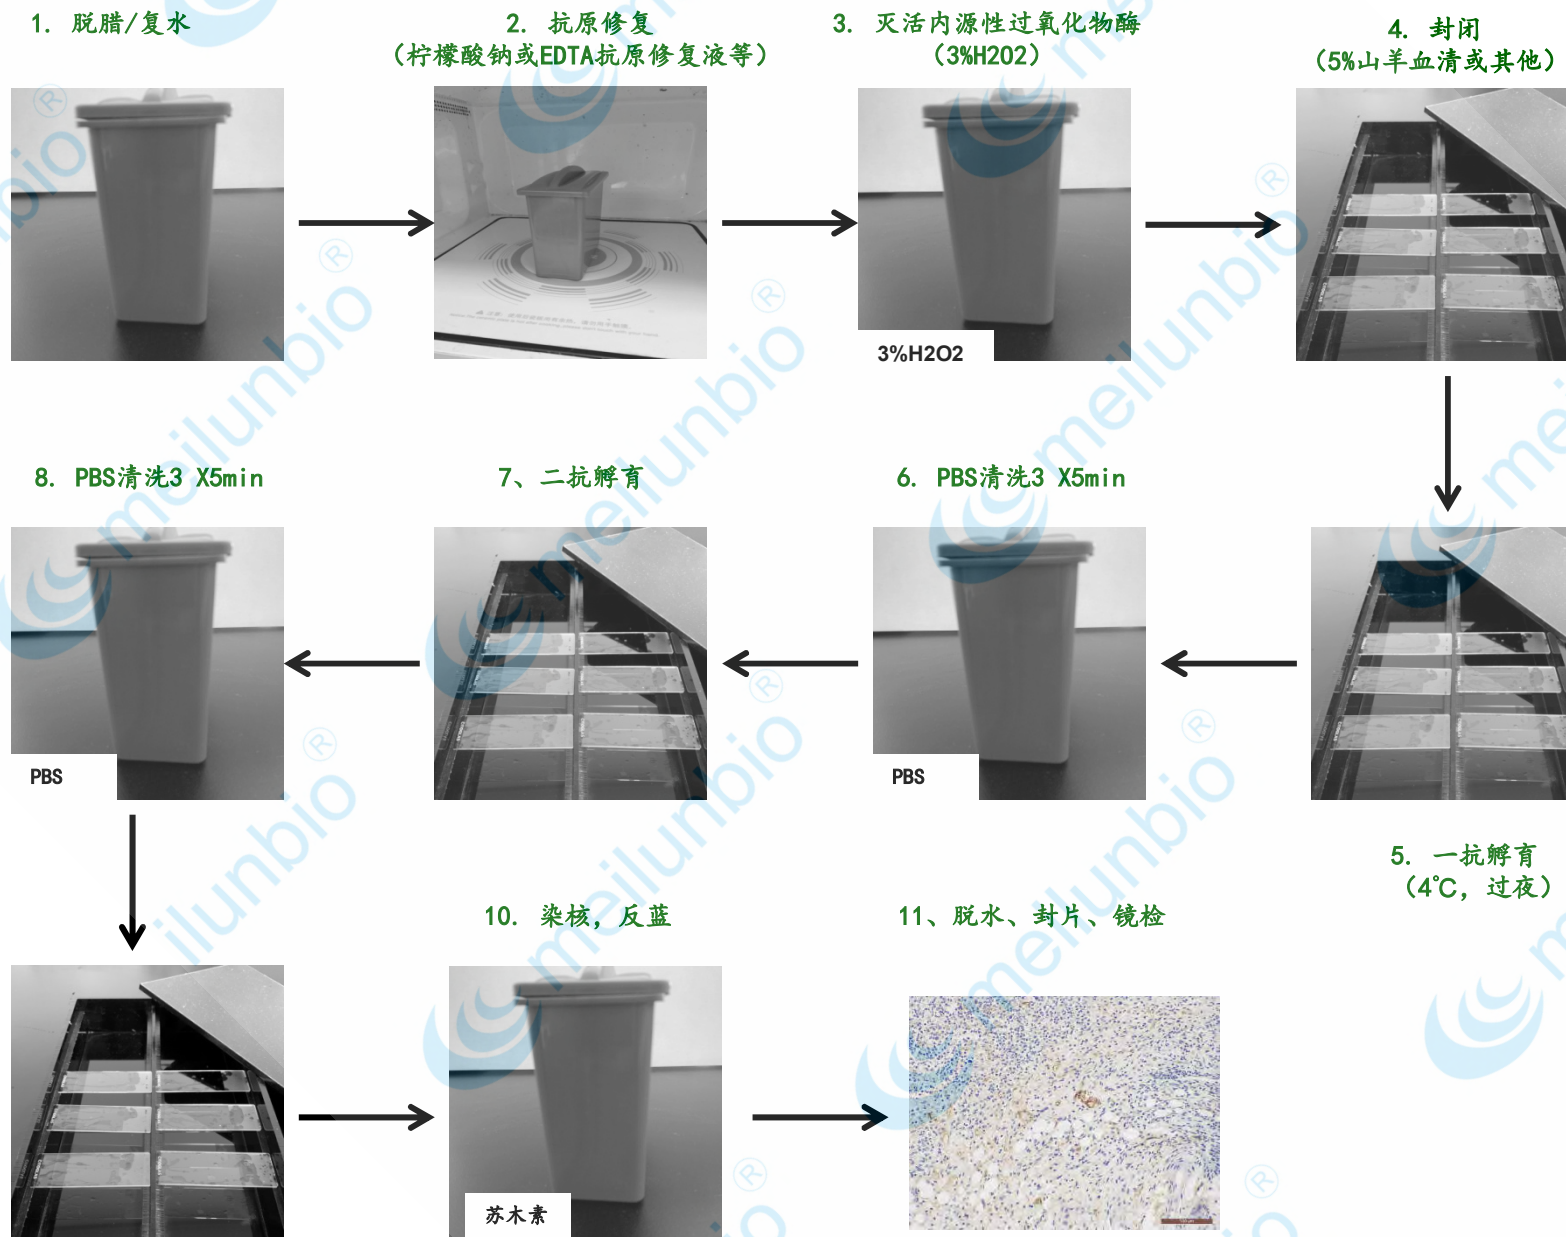 1. 脱腊/复水
2. 抗原修复
（柠檬酸钠或EDTA抗原修复液等）
3. 灭活内源性过氧化物酶
（3%H2O2）
4. 封闭
（5%山羊血清或其他）
3%H2O2
8. PBS清洗3 X5min
7、二抗孵育
6. PBS清洗3 X5min
PBS
PBS
5. 一抗孵育
（4℃，过夜）
10. 染核，反蓝
11、脱水、封片、镜检
苏木素
meilunbio ®